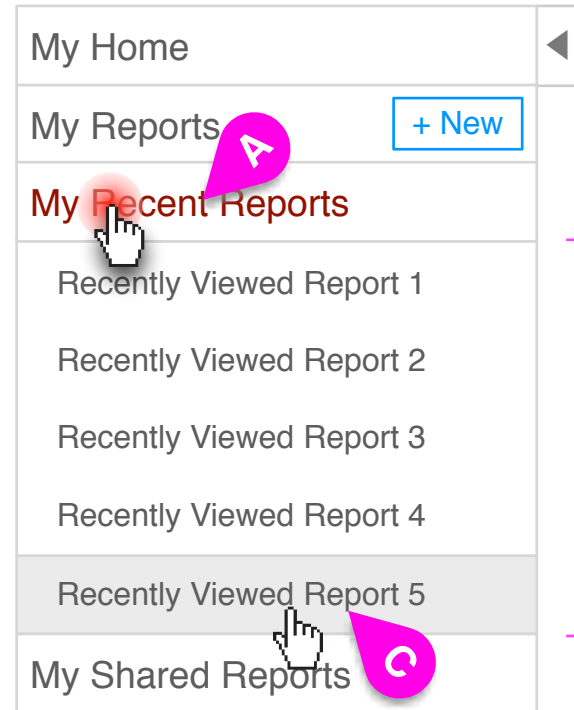 My Home
My Reports
+ New
A
My Recent Reports
Recently Viewed Report 1
Recently Viewed Report 2
Recently Viewed Report 3
Recently Viewed Report 4
Recently Viewed Report 5
C
My Shared Reports